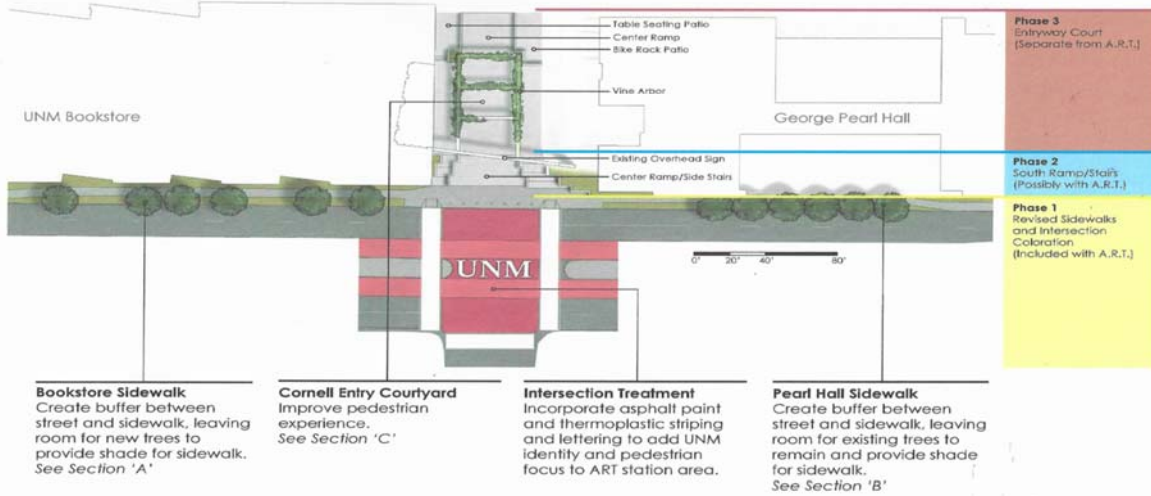 Table Seating Patio
Center Ramp
Bike Rack Patio
Vine Arbor
UNM Bookstore
George Pearl Hall
Existing Overhead Sign
Center Ramp/Side Stairs
UNM
0' 20' 40' 80'
Phase 3
Entryway Court
(Separate from A.R.T.)
Phase 2
South Ramp/Stairs
(Possibly with A.R.T.)
Phase 1
Revised Sidewalks
and Intersection
Coloration
(Included with A.R.T.)
Bookstore Sidewalk
Create buffer between
street and sidewalk, leaving
room for new trees to
provide shade for sidewalk.
See Section 'A'
Cornell Entry Courtyard
Improve pedestrian
experience.
See Section 'C'
Intersection Treatment
Incorporate asphalt paint
and thermoplastic striping
and lettering to add UNM
identity and pedestrian
focus to ART station area.
Pearl Hall Sidewalk
Create buffer between
street and sidewalk, leaving
room for existing trees to
remain and provide shade
for sidewalk.
See Section 'B'